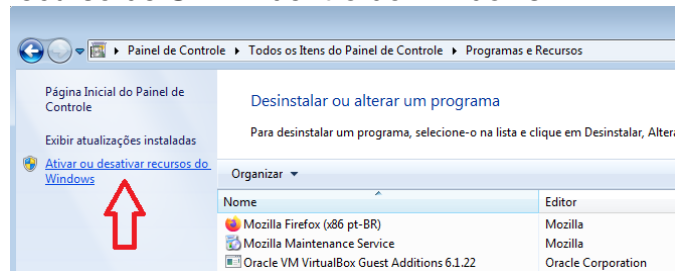 Painel de Controle ▸ Todos os Itens do Painel de Controle ▸ Programas e Recursos
Página Inicial do Painel de
Controle
Exibir atualizações instaladas
Ativar ou desativar recursos do
Windows
Desinstalar ou alterar um programa
Para desinstalar um programa, selecione-o na lista e clique em Desinstalar, Altera
Organizar
Nome Editor
Mozilla Firefox (x86 pt-BR) Mozilla
Mozilla Maintenance Service Mozilla
Oracle VM VirtualBox Guest Additions 6.1.22 Oracle Corporation